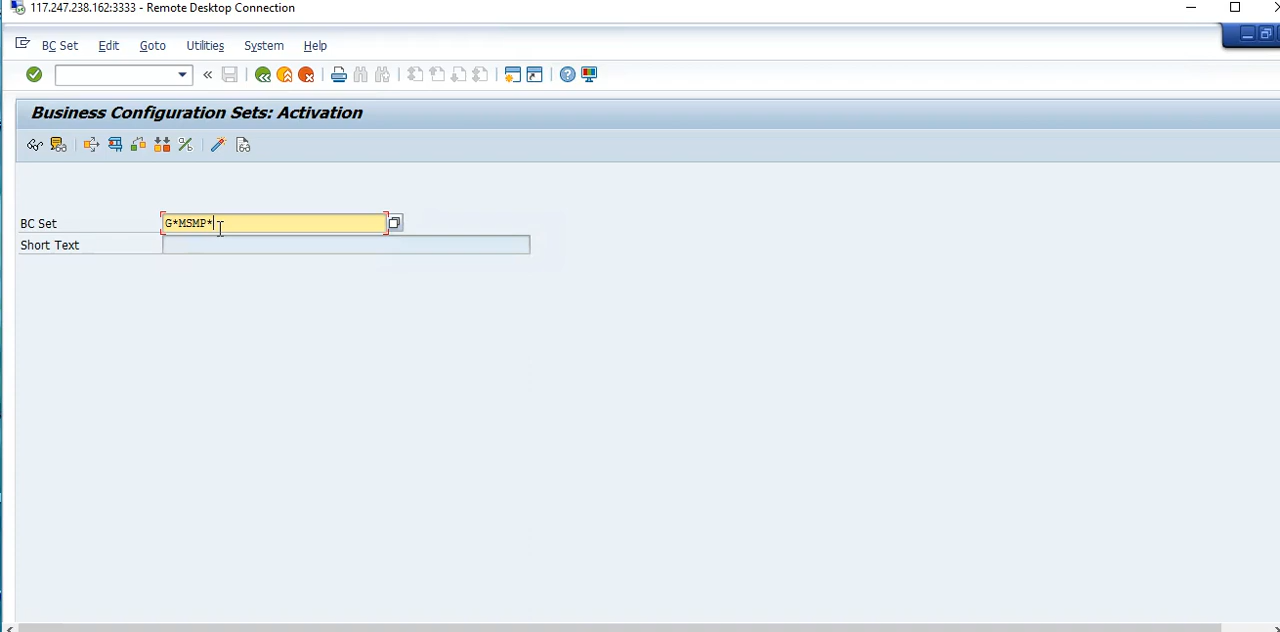 117.247.238.162:3333 - Remote Desktop Connection
BC Set Edit Goto Utilities System Help
Business Configuration Sets: Activation
BC Set G*MSMP*
Short Text